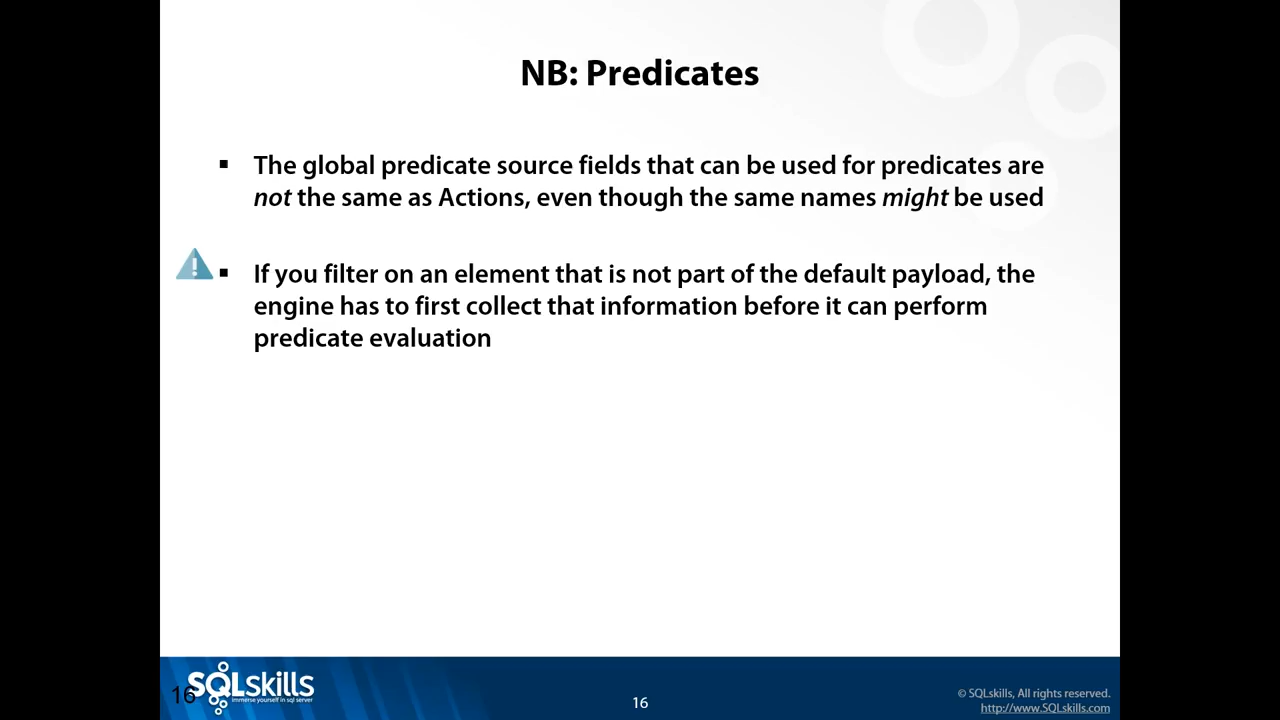 NB: Predicates
▪ The global predicate source fields that can be used for predicates are
not the same as Actions, even though the same names might be used
▪ If you filter on an element that is not part of the default payload, the
engine has to first collect that information before it can perform
predicate evaluation
16
SQLskills
immerse yourself in sql server
16
© SQLskills, All rights reserved.
http://www.SQLskills.com